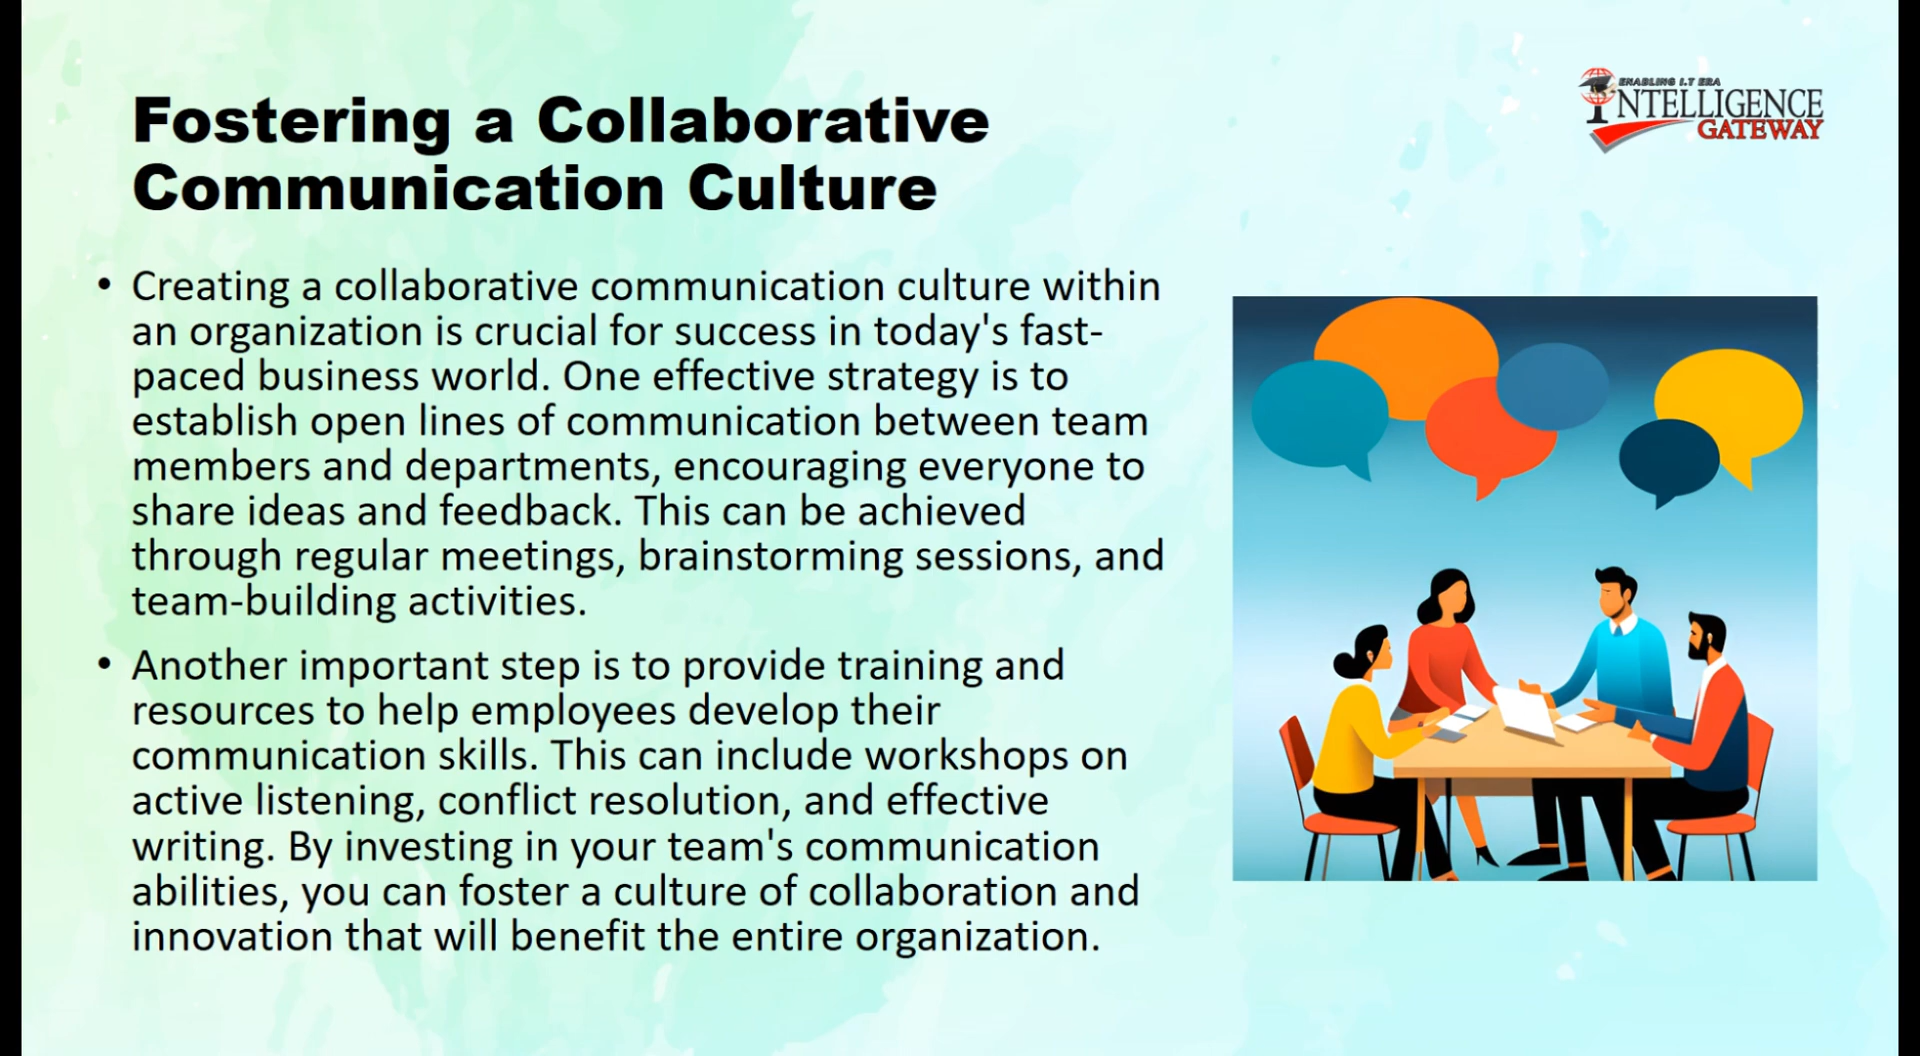 ENABLING I.T ERA
INTELLIGENCE
GATEWAY
Fostering a Collaborative
Communication Culture
• Creating a collaborative communication culture within
an organization is crucial for success in today's fast-
paced business world. One effective strategy is to
establish open lines of communication between team
members and departments, encouraging everyone to
share ideas and feedback. This can be achieved
through regular meetings, brainstorming sessions, and
team-building activities.
• Another important step is to provide training and
resources to help employees develop their
communication skills. This can include workshops on
active listening, conflict resolution, and effective
writing. By investing in your team's communication
abilities, you can foster a culture of collaboration and
innovation that will benefit the entire organization.